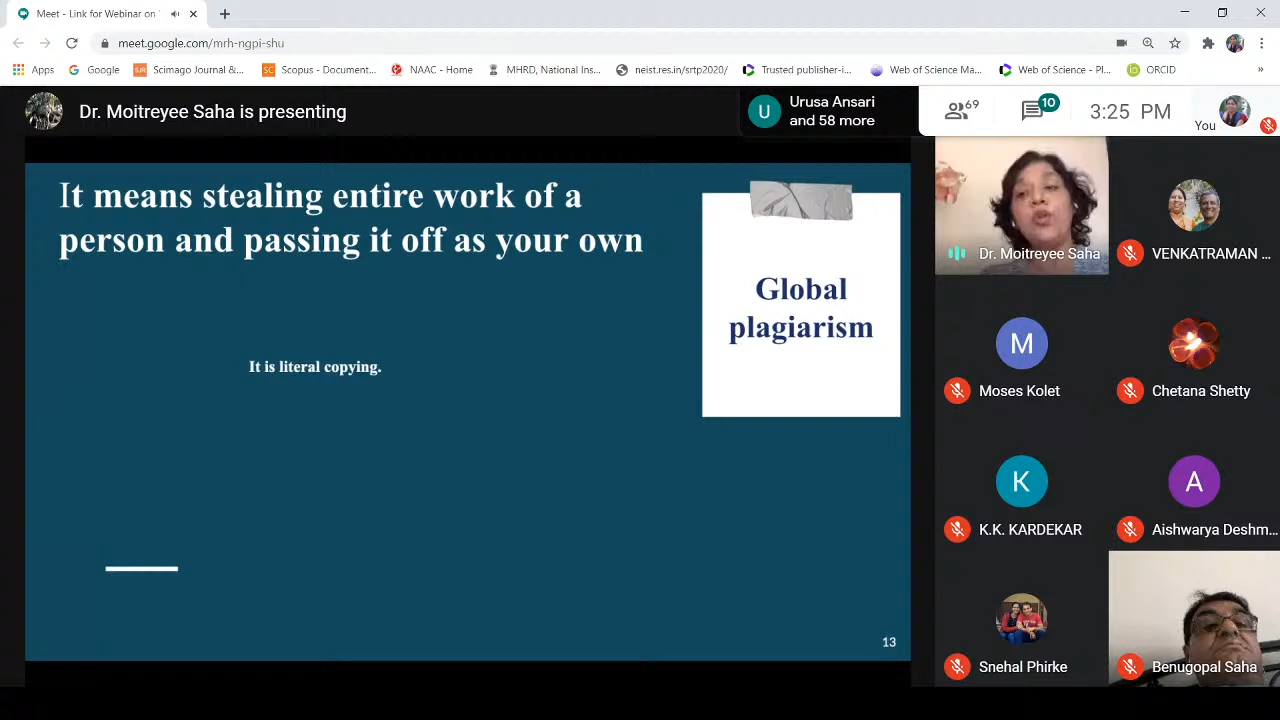 Meet - Link for Webinar on
meet.google.com/mrh-ngpi-shu
Apps
Google
SJR
Scimago Journal &...
SC
Scopus - Document...
NAAC - Home
MHRD, National Ins...
neist.res.in/srtp2020/
Trusted publisher-i...
Web of Science Ma...
Web of Science - Pl...
iD
ORCID
»
Dr. Moitreyee Saha is presenting
U
Urusa Ansari
and 58 more
69
10
3:25 PM
You
It means stealing entire work of a
person and passing it off as your own
Global
plagiarism
It is literal copying.
13
Dr. Moitreyee Saha
VENKATRAMAN ...
M
Moses Kolet
Chetana Shetty
K
K.K. KARDEKAR
A
Aishwarya Deshm...
Snehal Phirke
Benugopal Saha